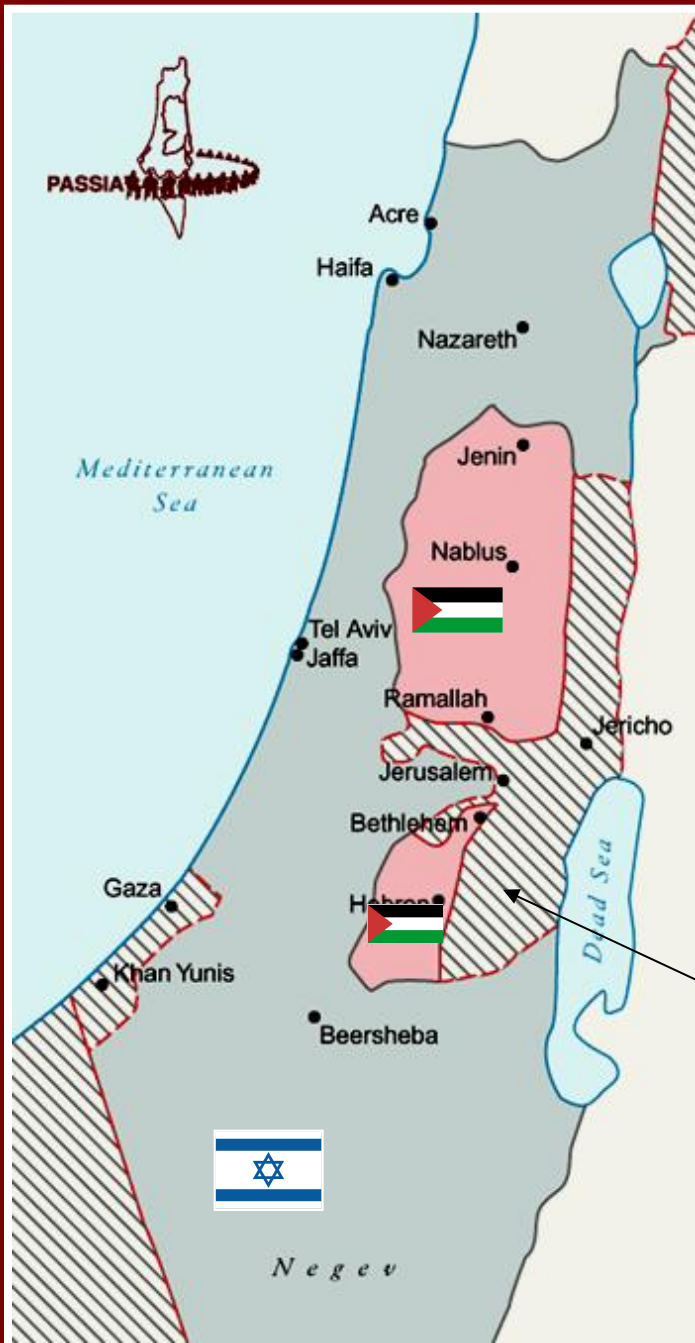 PASSIA
Acre
Haifa
Nazareth
Mediterranean
Sea
Jenin
Nablus
Tel Aviv
Jaffa
Ramallah
Jericho
Jerusalem
Bethlehem
Dead Sea
Gaza
Hebron
Khan Yunis
Beersheba
Negev